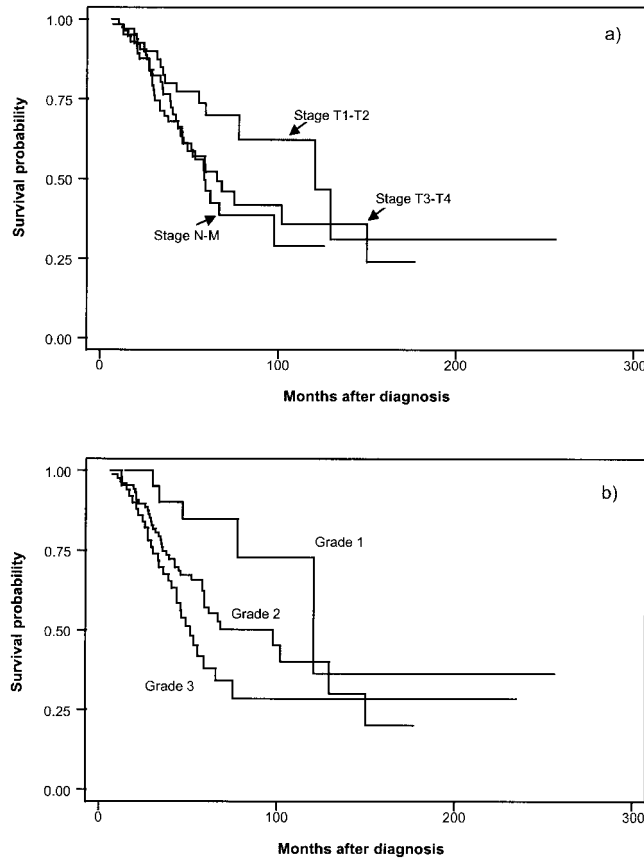 a)
1.00
0.75
0.50
0.25
0.00
Survival probability
Stage T1-T2
Stage T3-T4
Stage N-M
0
100
200
300
Months after diagnosis
b)
1.00
0.75
0.50
0.25
0.00
Survival probability
Grade 1
Grade 2
Grade 3
0
100
200
300
Months after diagnosis